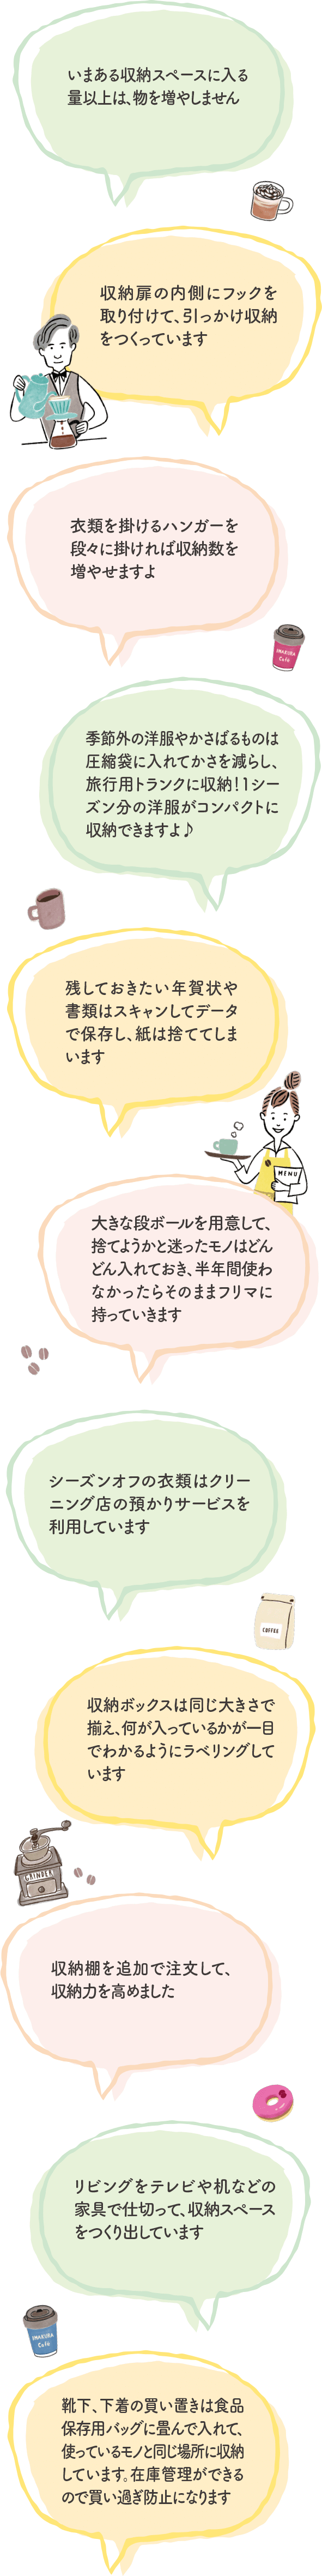 いまある収納スペースに入る
量以上は、物を増やしません
収納扉の内側にフックを
取り付けて、引っかけ収納
をつくっています
衣類を掛けるハンガーを
段々に掛ければ収納数を
増やせますよ
IMAKURA
Café
季節外の洋服やかさばるものは
圧縮袋に入れてかさを減らし、
旅行用トランクに収納！1シー
ズン分の洋服がコンパクトに
収納できますよ♪
残しておきたい年賀状や
書類はスキャンしてデータ
で保存し、紙は捨ててしま
います
MENU
大きな段ボールを用意して、
捨てようかと迷ったモノはどん
どん入れておき、半年間使わ
なかったらそのままフリマに
持っていきます
シーズンオフの衣類はクリー
ニング店の預かりサービスを
利用しています
COFFEE
収納ボックスは同じ大きさで
揃え、何が入っているかが一目
でわかるようにラベリングして
います
GRINDER
収納棚を追加で注文して、
収納力を高めました
リビングをテレビや机などの
家具で仕切って、収納スペース
をつくり出しています
IMAKURA
Café
靴下、下着の買い置きは食品
保存用バッグに畳んで入れて、
使っているモノと同じ場所に収納
しています。在庫管理ができる
ので買い過ぎ防止になります